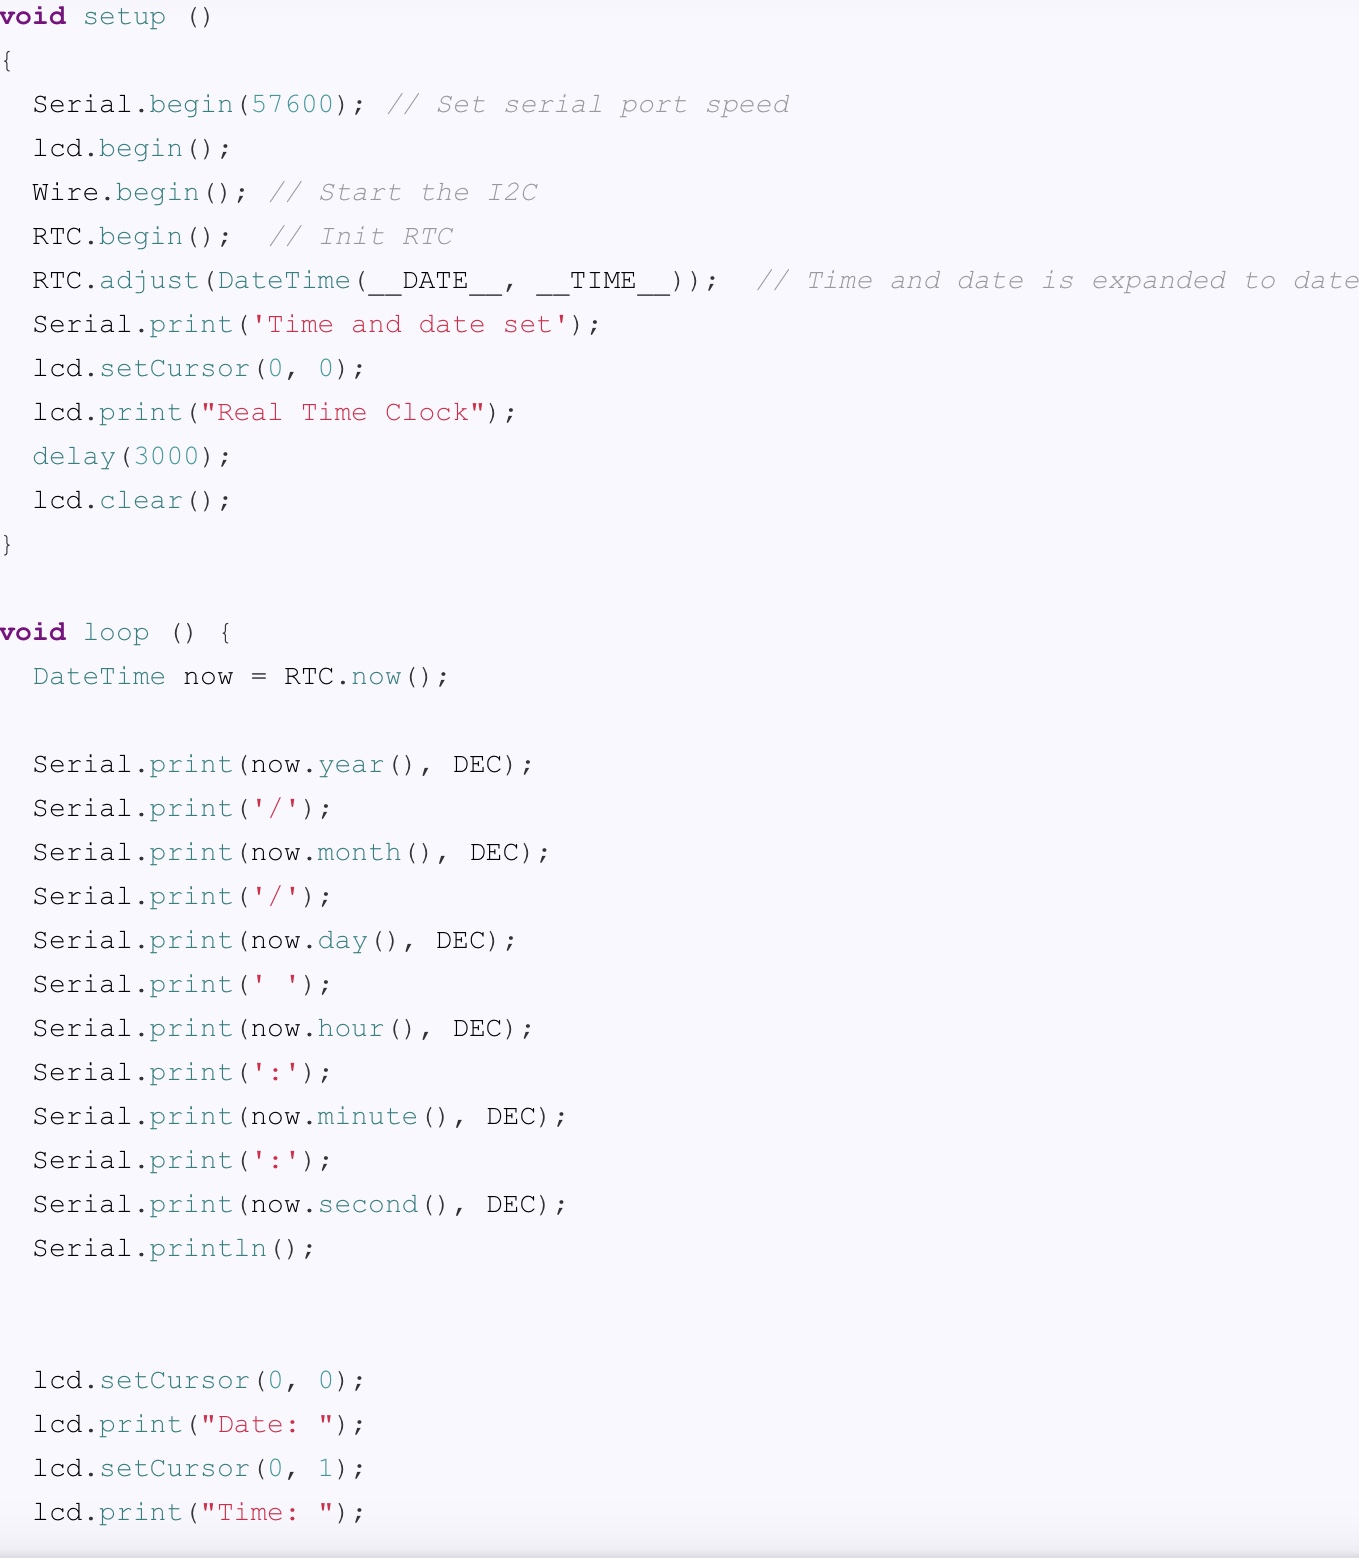 void setup ()
{
  Serial.begin(57600); // Set serial port speed
  lcd.begin();
  Wire.begin(); // Start the I2C
  RTC.begin();  // Init RTC
  RTC.adjust(DateTime(__DATE__, __TIME__));  // Time and date is expanded to date
  Serial.print('Time and date set');
  lcd.setCursor(0, 0);
  lcd.print("Real Time Clock");
  delay(3000);
  lcd.clear();
}
void loop () {
  DateTime now = RTC.now();
  Serial.print(now.year(), DEC);
  Serial.print('/');
  Serial.print(now.month(), DEC);
  Serial.print('/');
  Serial.print(now.day(), DEC);
  Serial.print(' ');
  Serial.print(now.hour(), DEC);
  Serial.print(':');
  Serial.print(now.minute(), DEC);
  Serial.print(':');
  Serial.print(now.second(), DEC);
  Serial.println();
  lcd.setCursor(0, 0);
  lcd.print("Date: ");
  lcd.setCursor(0, 1);
  lcd.print("Time: ");